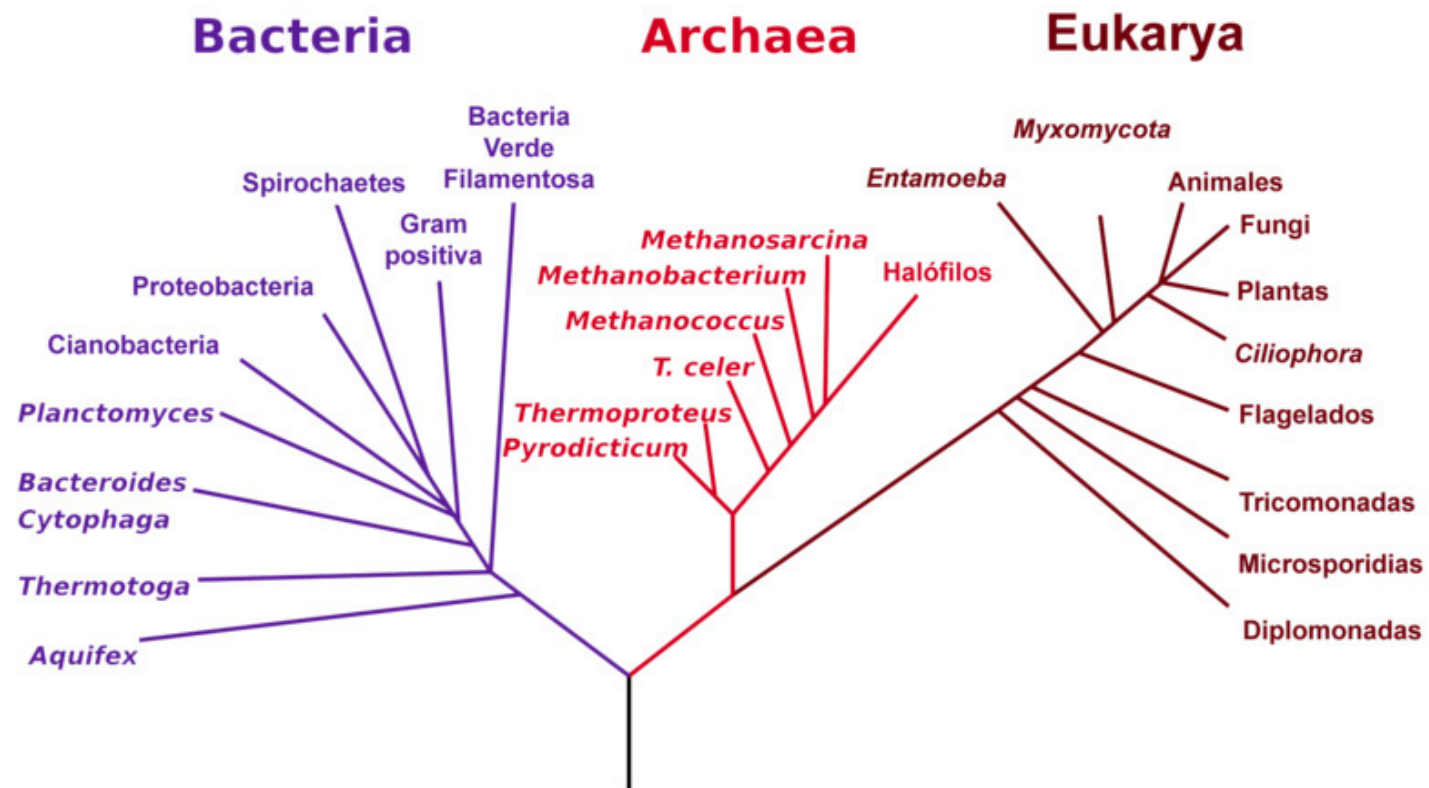 Bacteria
Archaea
Eukarya
Bacteria
Verde
Filamentosa
Spirochaetes
Gram
positiva
Proteobacteria
Cianobacteria
Planctomyces
Bacteroides
Cytophaga
Thermotoga
Aquifex
Methanosarcina
Methanobacterium
Methanococcus
T. celer
Thermoproteus
Pyrodicticum
Halófilos
Entamoeba
Myxomycota
Animales
Fungi
Plantas
Ciliophora
Flagelados
Tricomonadas
Microsporidias
Diplomonadas